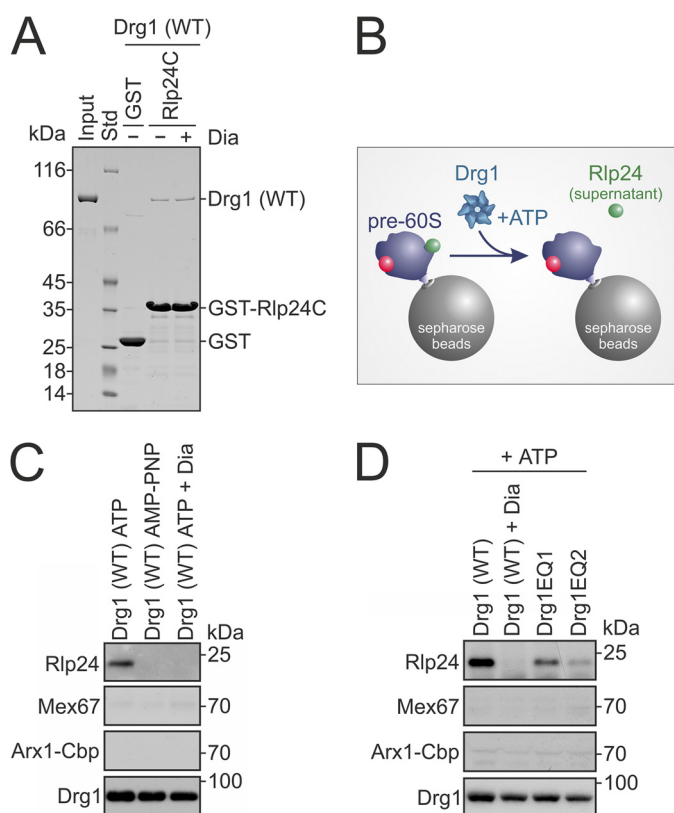 A
Drg1 (WT)
GST
Rlp24C
kDa
Input
Std
–
–
+
Dia
116
66
45
35
25
18
14
Drg1 (WT)
GST-Rlp24C
GST
B
Drg1
+ATP
Rlp24
(supernatant)
pre-60S
sepharose
beads
sepharose
beads
C
Drg1 (WT) ATP
Drg1 (WT) AMP-PNP
Drg1 (WT) ATP + Dia
kDa
Rlp24
25
Mex67
70
Arx1-Cbp
70
100
Drg1
D
+ ATP
Drg1 (WT)
Drg1 (WT) + Dia
Drg1EQ1
Drg1EQ2
kDa
Rlp24
25
Mex67
70
Arx1-Cbp
70
100
Drg1